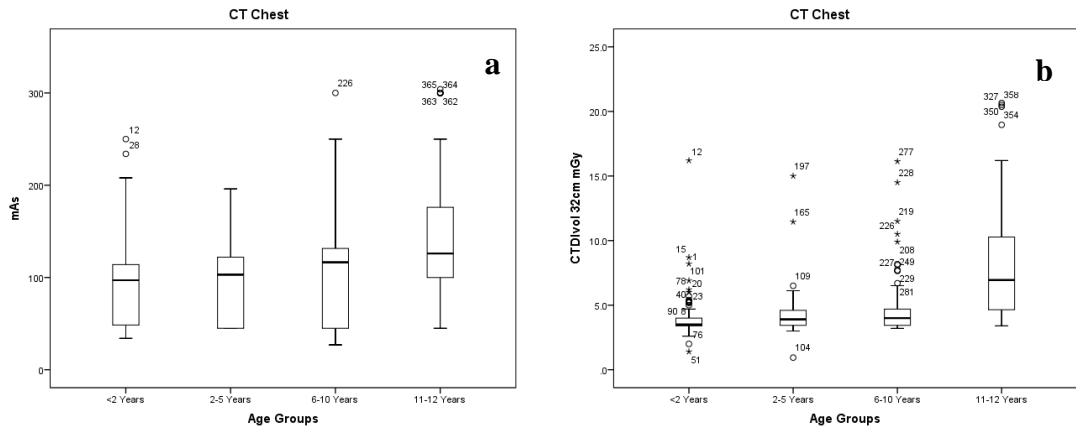 CT Chest
a
mAs
300
200
100
0
12
28
226
365 364
363 362
<2 Years
2-5 Years
6-10 Years
11-12 Years
Age Groups
CT Chest
b
CTDIvol 32cm mGy
25.0
20.0
15.0
10.0
5.0
.0
12
15 1
101
78 20
40 23
90 8
76
51
197
165
109
104
277
228
219
226
208
227 249
229
281
327 358
350 354
<2 Years
2-5 Years
6-10 Years
11-12 Years
Age Groups